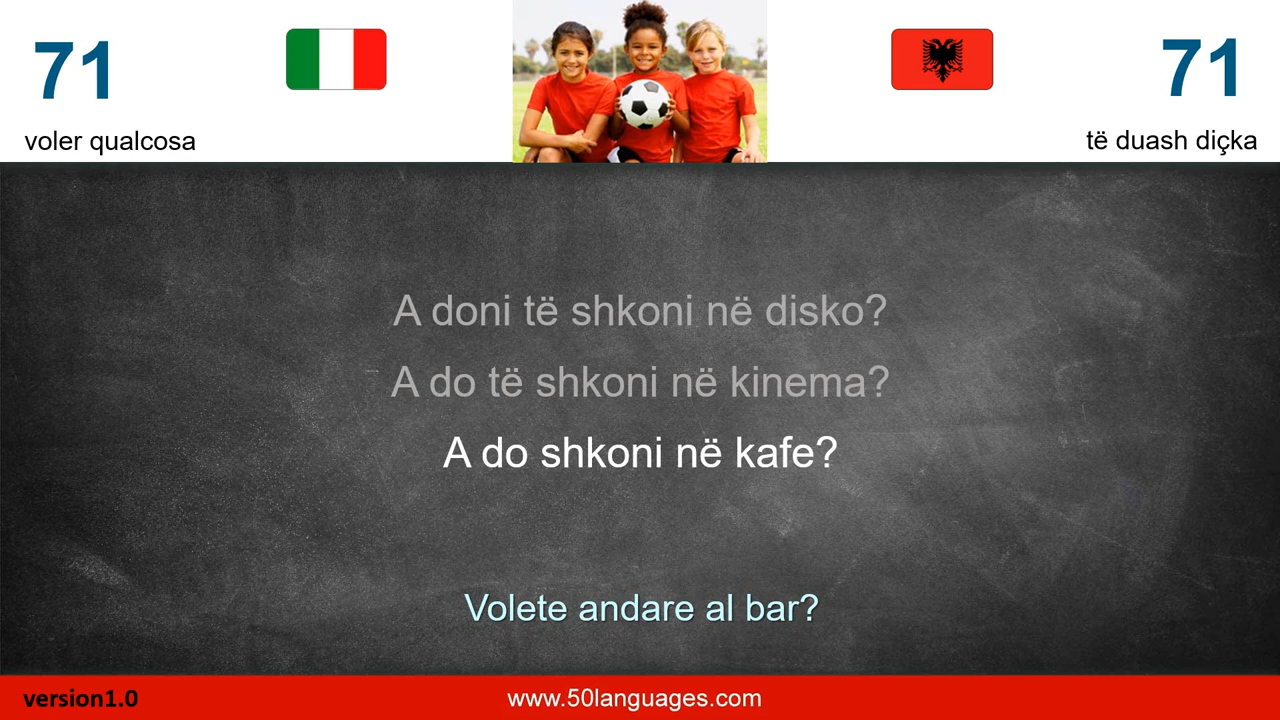 71
71
voler qualcosa
të duash diçka
A doni të shkoni në disko?
A do të shkoni në kinema?
A do shkoni në kafe?
Volete andare al bar?
version1.0
www.50languages.com